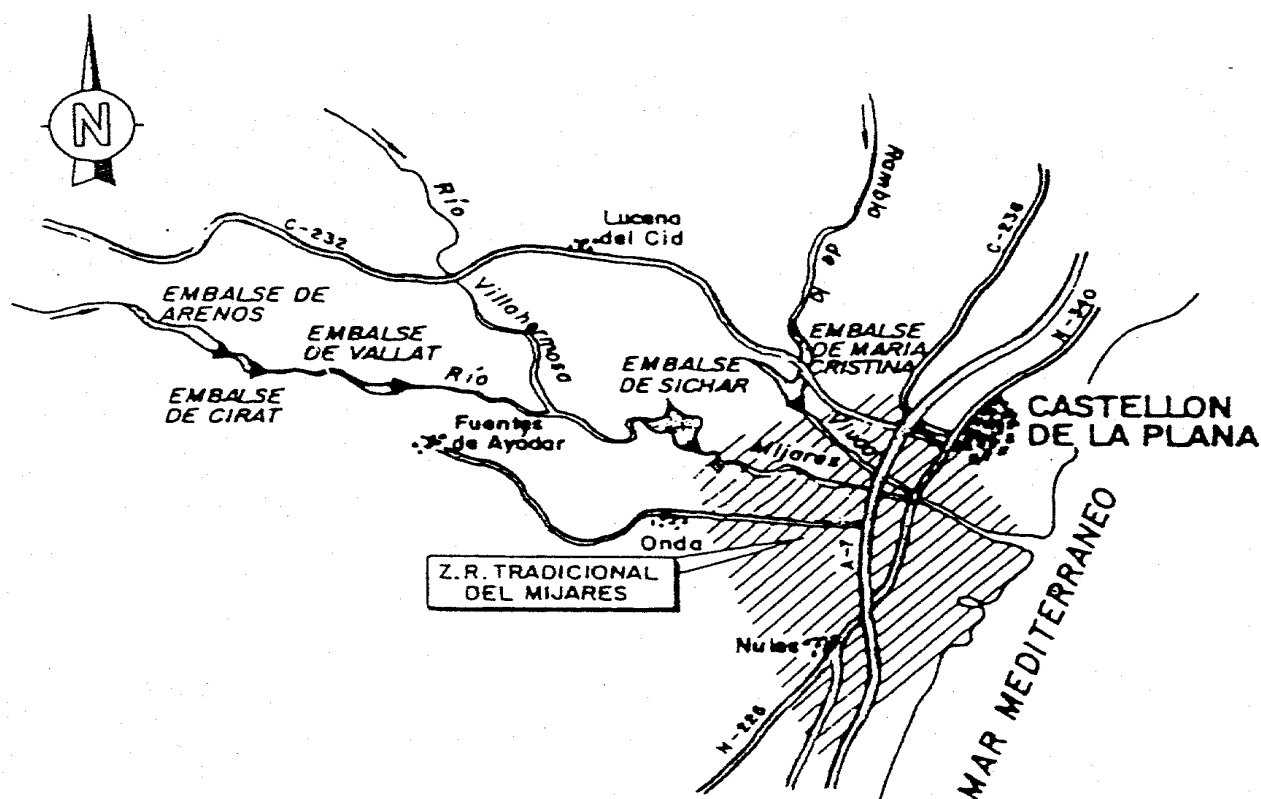 N
Río
C-232
Lucena
del Cid
Rambla
de
la
C-238
N-340
EMBALSE DE
ARENOS
Villahermosa
EMBALSE
DE VALLAT
EMBALSE
DE MARIA
CRISTINA
EMBALSE
DE SICHAR
Río
EMBALSE
DE CIRAT
CASTELLON
DE LA PLANA
Fuentes
de Ayódar
Viuda
Mijares
Onda
A-7
Z.R. TRADICIONAL
DEL MIJARES
Nules
N-226
MAR MEDITERRANEO